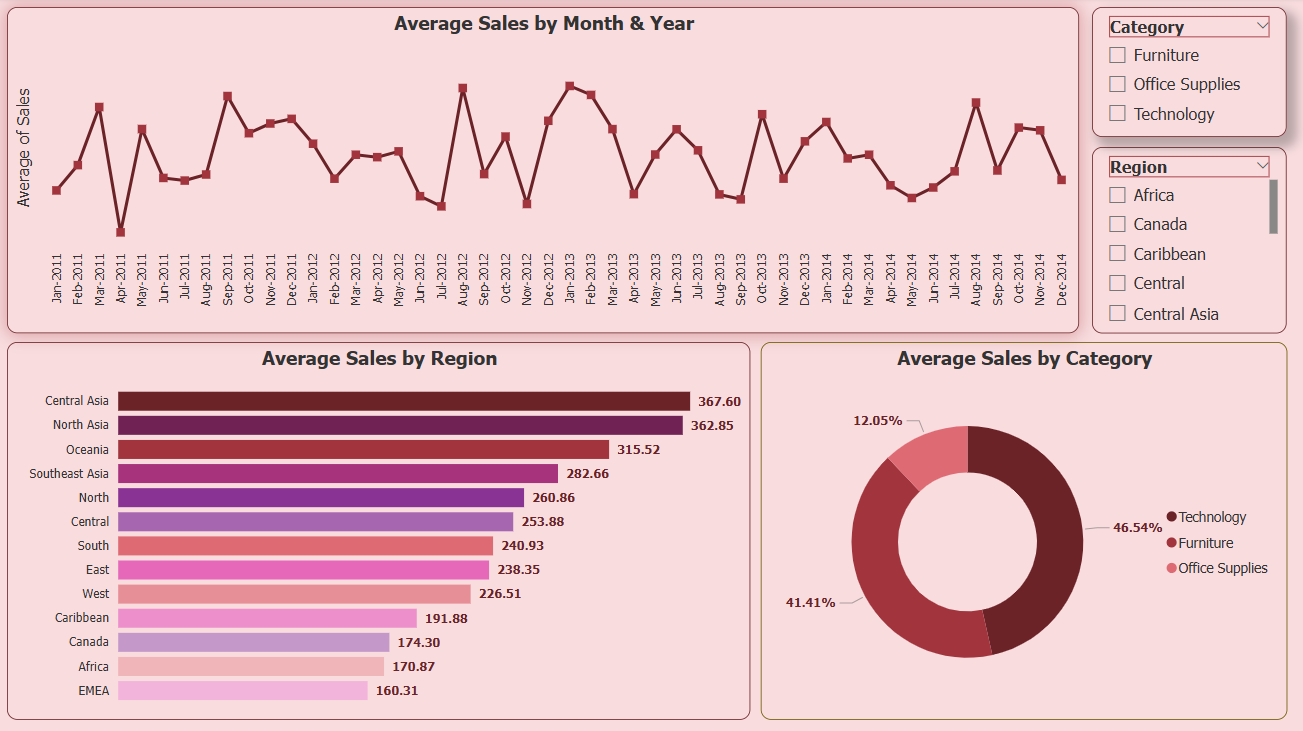 Average Sales by Month & Year
Average of Sales
Jan-2011
Feb-2011
Mar-2011
Apr-2011
May-2011
Jun-2011
Jul-2011
Aug-2011
Sep-2011
Oct-2011
Nov-2011
Dec-2011
Jan-2012
Feb-2012
Mar-2012
Apr-2012
May-2012
Jun-2012
Jul-2012
Aug-2012
Sep-2012
Oct-2012
Nov-2012
Dec-2012
Jan-2013
Feb-2013
Mar-2013
Apr-2013
May-2013
Jun-2013
Jul-2013
Aug-2013
Sep-2013
Oct-2013
Nov-2013
Dec-2013
Jan-2014
Feb-2014
Mar-2014
Apr-2014
May-2014
Jun-2014
Jul-2014
Aug-2014
Sep-2014
Oct-2014
Nov-2014
Dec-2014
Category
Furniture
Office Supplies
Technology
Region
Africa
Canada
Caribbean
Central
Central Asia
Average Sales by Region
Central Asia 367.60
North Asia 362.85
Oceania 315.52
Southeast Asia 282.66
North 260.86
Central 253.88
South 240.93
East 238.35
West 226.51
Caribbean 191.88
Canada 174.30
Africa 170.87
EMEA 160.31
Average Sales by Category
12.05%
46.54%
41.41%
Technology
Furniture
Office Supplies